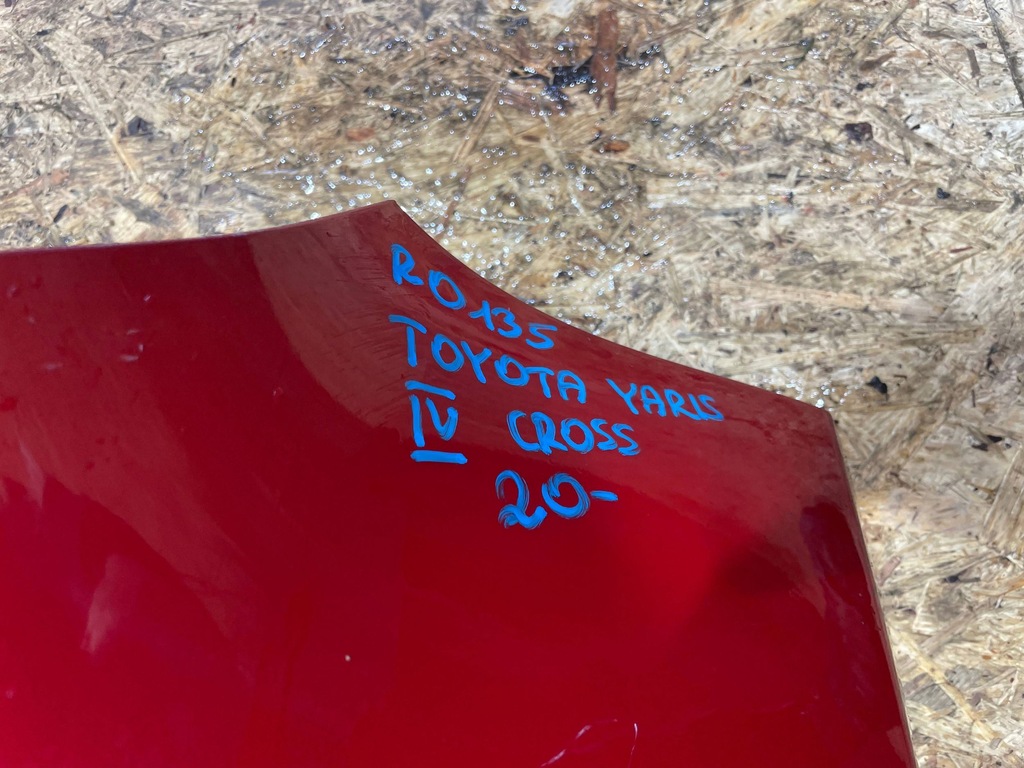 RO135
TOYOTA YARIS
IV CROSS
20-